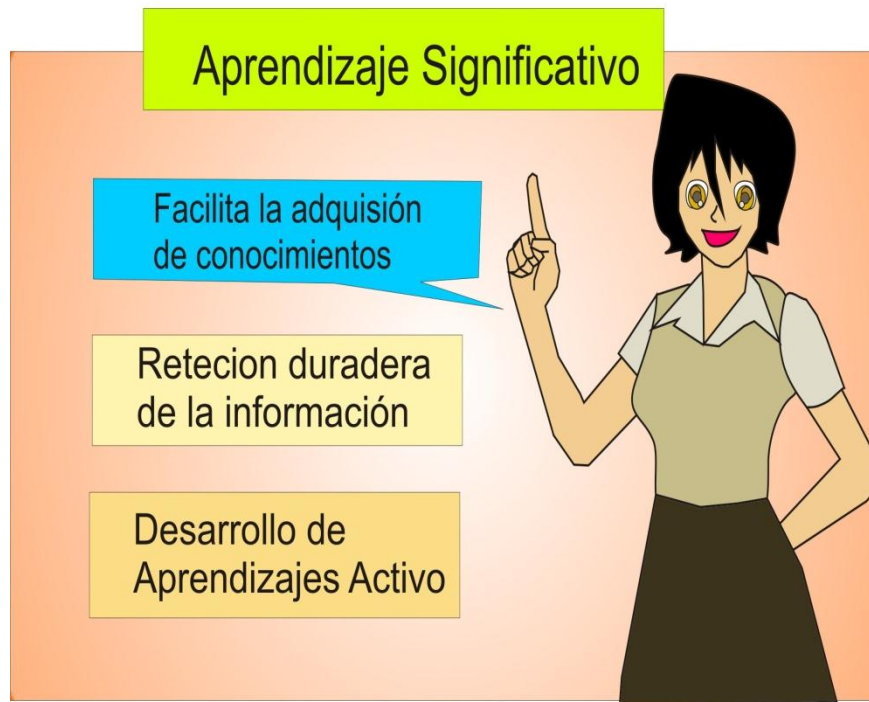 Aprendizaje Significativo
Facilita la adquisión
de conocimientos
Retecion duradera
de la información
Desarrollo de
Aprendizajes Activo